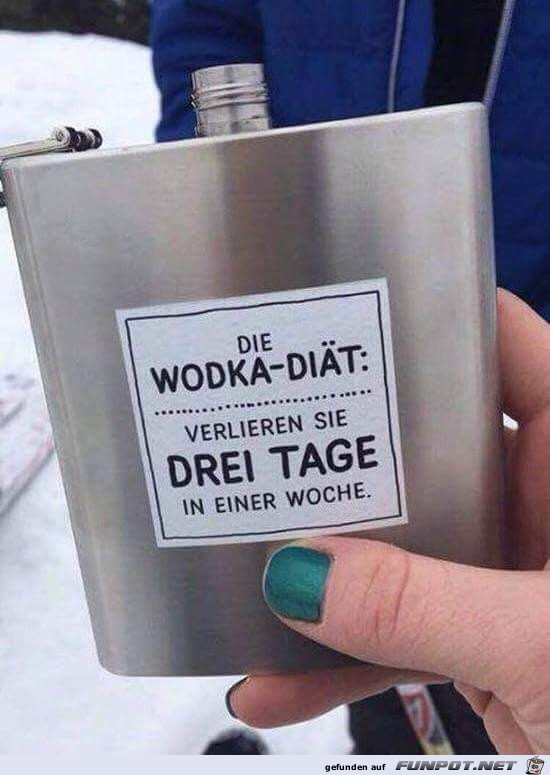 DIE
WODKA-DIÄT:
VERLIEREN SIE
DREI TAGE
IN EINER WOCHE.
gefunden auf FUNPOT.NET